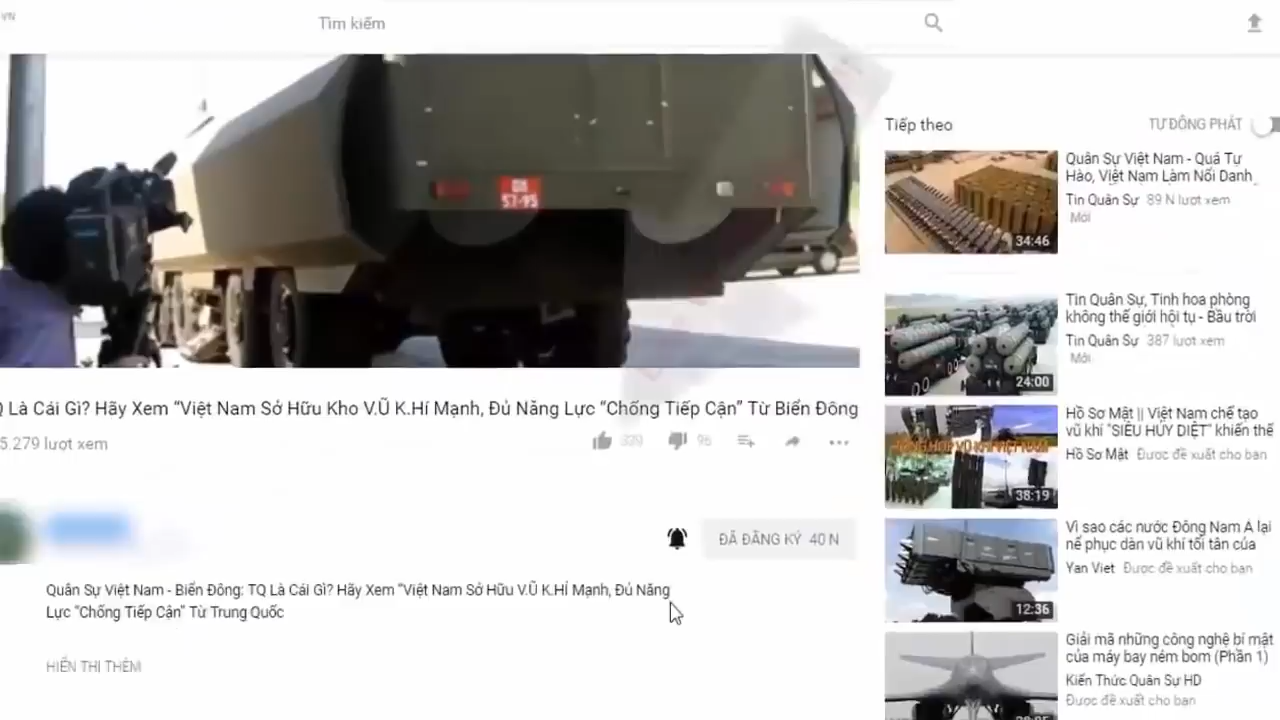 VN
Tìm kiếm
57-95
Q Là Cái Gì? Hãy Xem “Việt Nam Sở Hữu Kho V.Ũ K.Hí Mạnh, Đủ Năng Lực “Chống Tiếp Cận” Từ Biển Đông
5.279 lượt xem
329
96
ĐÃ ĐĂNG KÝ 40 N
Quân Sự Việt Nam - Biển Đông: TQ Là Cái Gì? Hãy Xem “Việt Nam Sở Hữu V.Ũ K.HÍ Mạnh, Đủ Năng
Lực “Chống Tiếp Cận” Từ Trung Quốc
HIỂN THỊ THÊM
Tiếp theo
TỰ ĐỘNG PHÁT
Quân Sự Việt Nam - Quá Tự
Hào, Việt Nam Làm Nổi Danh
Tin Quân Sự 89 N lượt xem
Mới
34:46
Tin Quân Sự, Tinh hoa phòng
không thế giới hội tụ - Bầu trời
Tin Quân Sự 387 lượt xem
Mới
24:00
Hồ Sơ Mật || Việt Nam chế tạo
vũ khí "SIÊU HỦY DIỆT" khiến thế
Hồ Sơ Mật Được đề xuất cho bạn
38:19
Vì sao các nước Đông Nam Á lại
nể phục dàn vũ khí tối tân của
Yan Viet Được đề xuất cho bạn
12:36
Giải mã những công nghệ bí mật
của máy bay ném bom (Phần 1)
Kiến Thức Quân Sự HD
Được đề xuất cho bạn